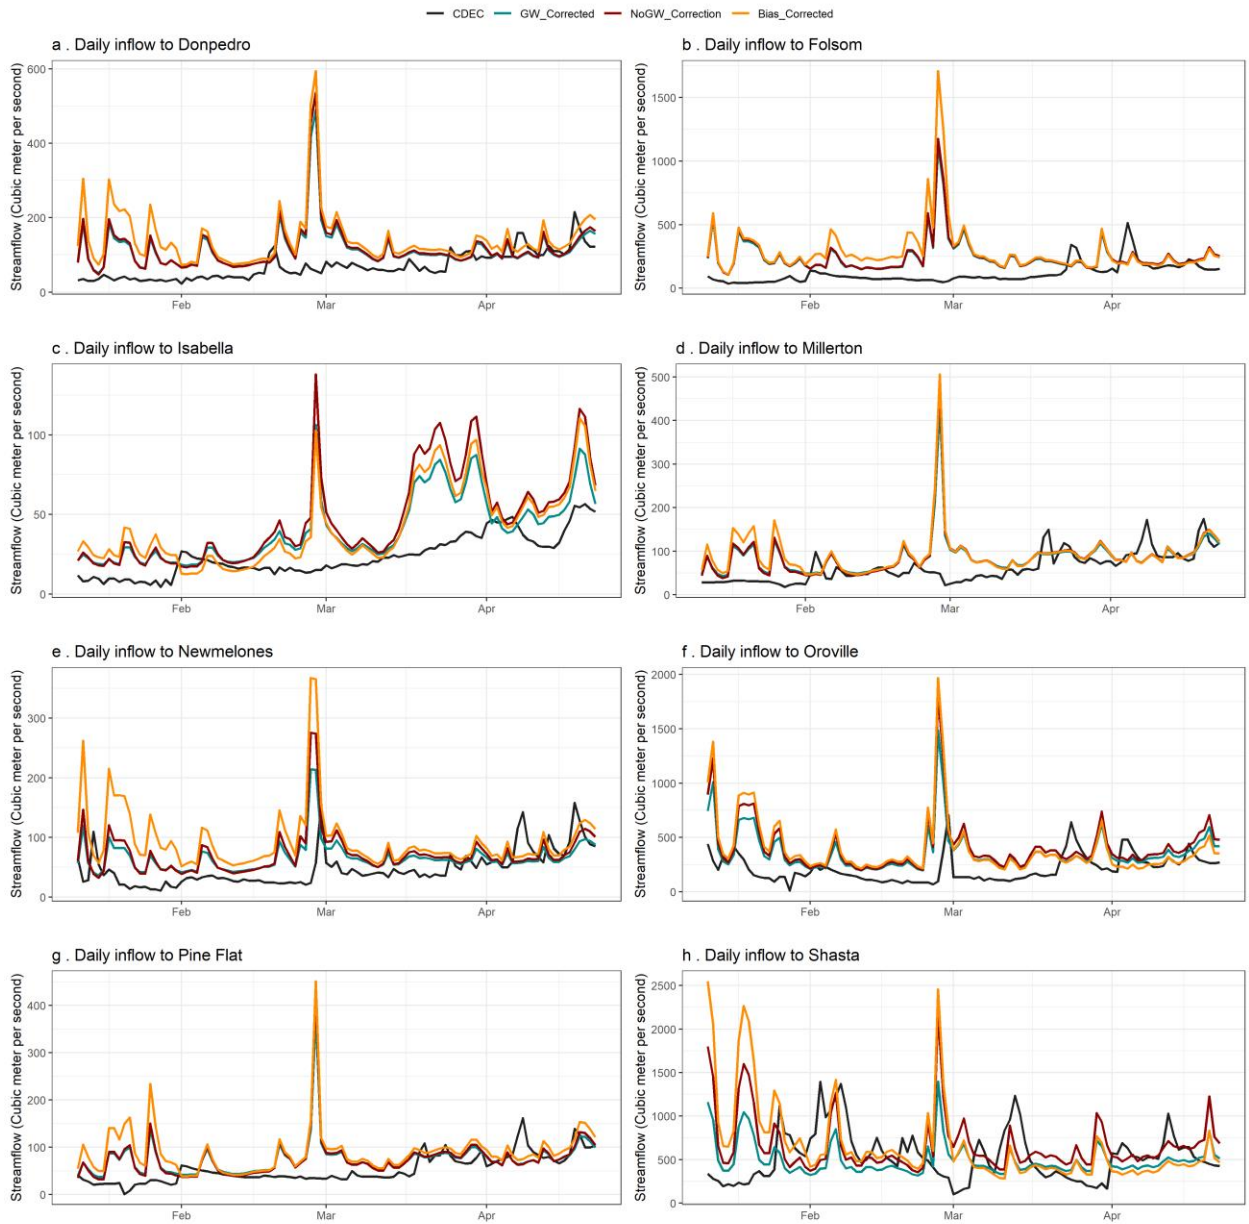 CDEC GW_Corrected NoGW_Correction Bias_Corrected
a . Daily inflow to Donpedro
Streamflow (Cubic meter per second)
600
400
200
0
Feb Mar Apr
b . Daily inflow to Folsom
Streamflow (Cubic meter per second)
1500
1000
500
0
Feb Mar Apr
c . Daily inflow to Isabella
Streamflow (Cubic meter per second)
100
50
0
Feb Mar Apr
d . Daily inflow to Millerton
Streamflow (Cubic meter per second)
500
400
300
200
100
0
Feb Mar Apr
e . Daily inflow to Newmelones
Streamflow (Cubic meter per second)
300
200
100
0
Feb Mar Apr
f . Daily inflow to Oroville
Streamflow (Cubic meter per second)
2000
1500
1000
500
0
Feb Mar Apr
g . Daily inflow to Pine Flat
Streamflow (Cubic meter per second)
400
300
200
100
0
Feb Mar Apr
h . Daily inflow to Shasta
Streamflow (Cubic meter per second)
2500
2000
1500
1000
500
0
Feb Mar Apr